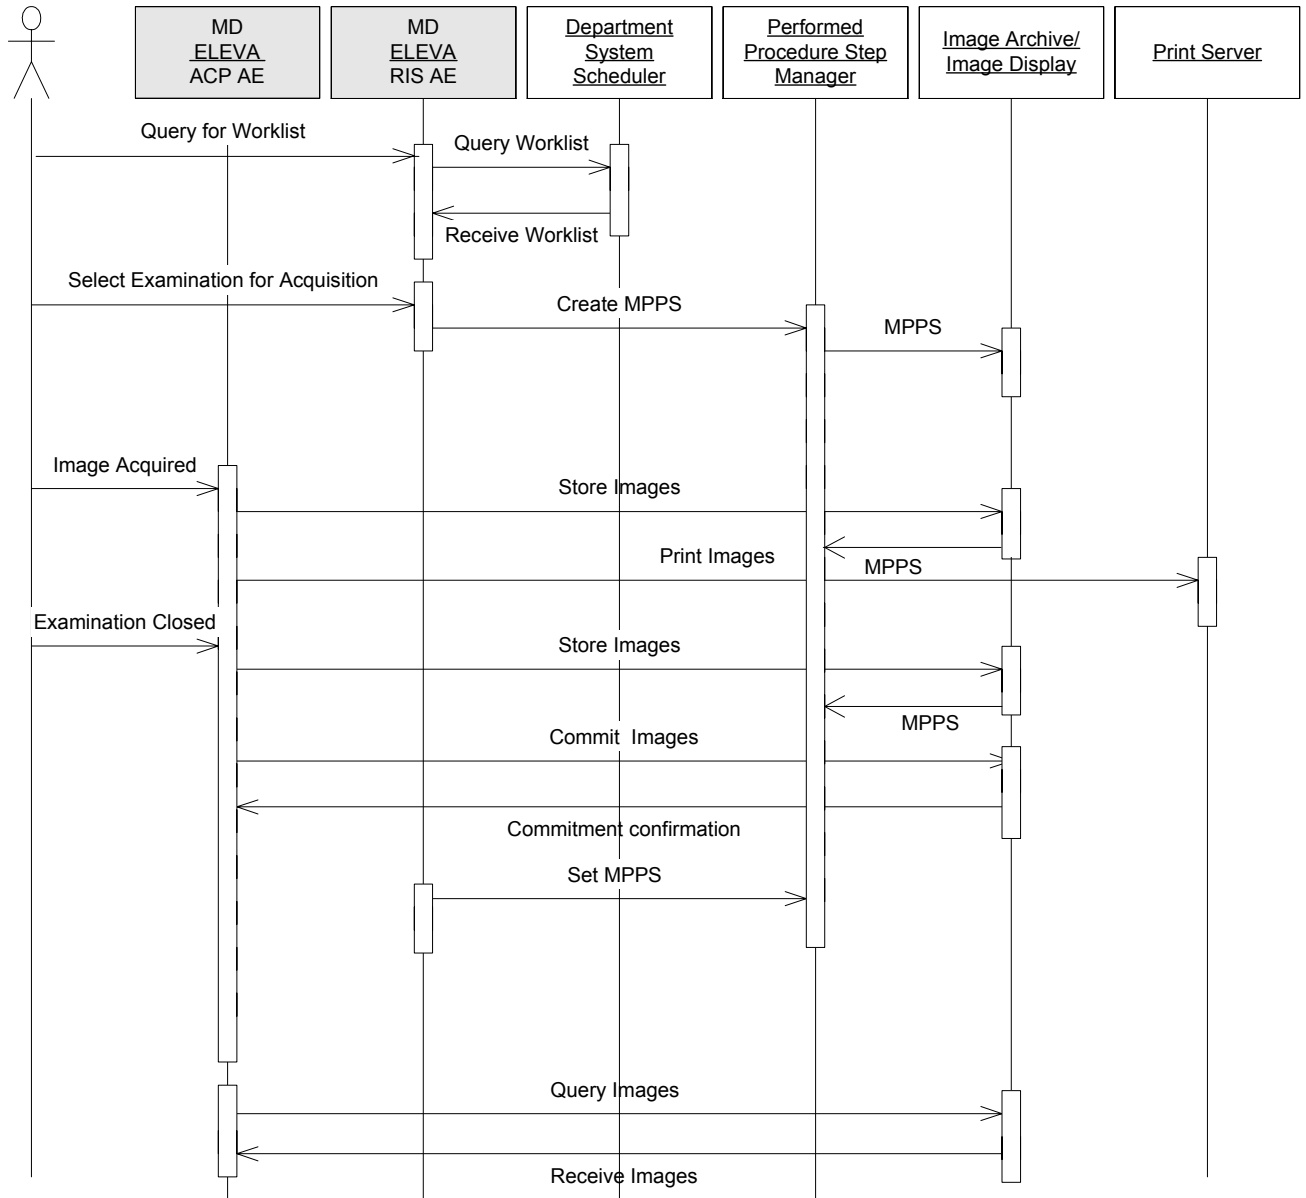 MD
ELEVA
ACP AE
MD
ELEVA
RIS AE
Department
System
Scheduler
Performed
Procedure Step
Manager
Image Archive/
Image Display
Print Server
Query for Worklist
Query Worklist
Receive Worklist
Select Examination for Acquisition
Create MPPS
MPPS
Image Acquired
Store Images
Print Images
MPPS
Examination Closed
Store Images
MPPS
Commit Images
Commitment confirmation
Set MPPS
Query Images
Receive Images